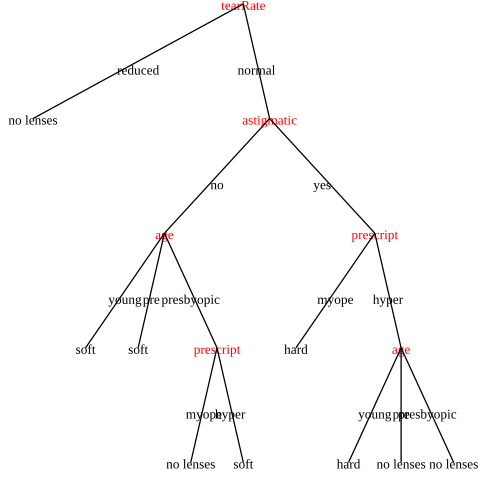 tearRate
reduced normal
no lenses astigmatic
no yes
age prescript
young pre presbyopic myope hyper
soft soft prescript hard age
myope hyper young pre presbyopic
no lenses soft hard no lenses no lenses